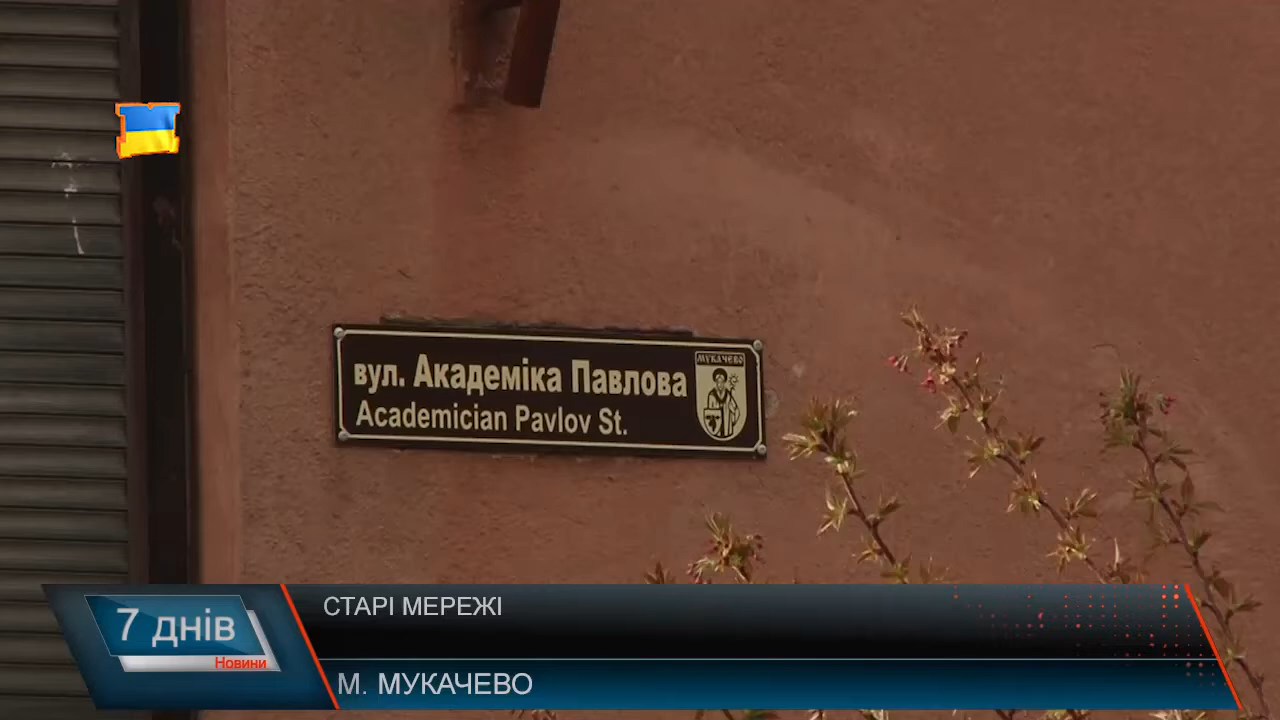 вул. Академіка Павлова
Academician Pavlov St.
МУКАЧЕВО
7 днів
Новини
СТАРІ МЕРЕЖІ
М. МУКАЧЕВО